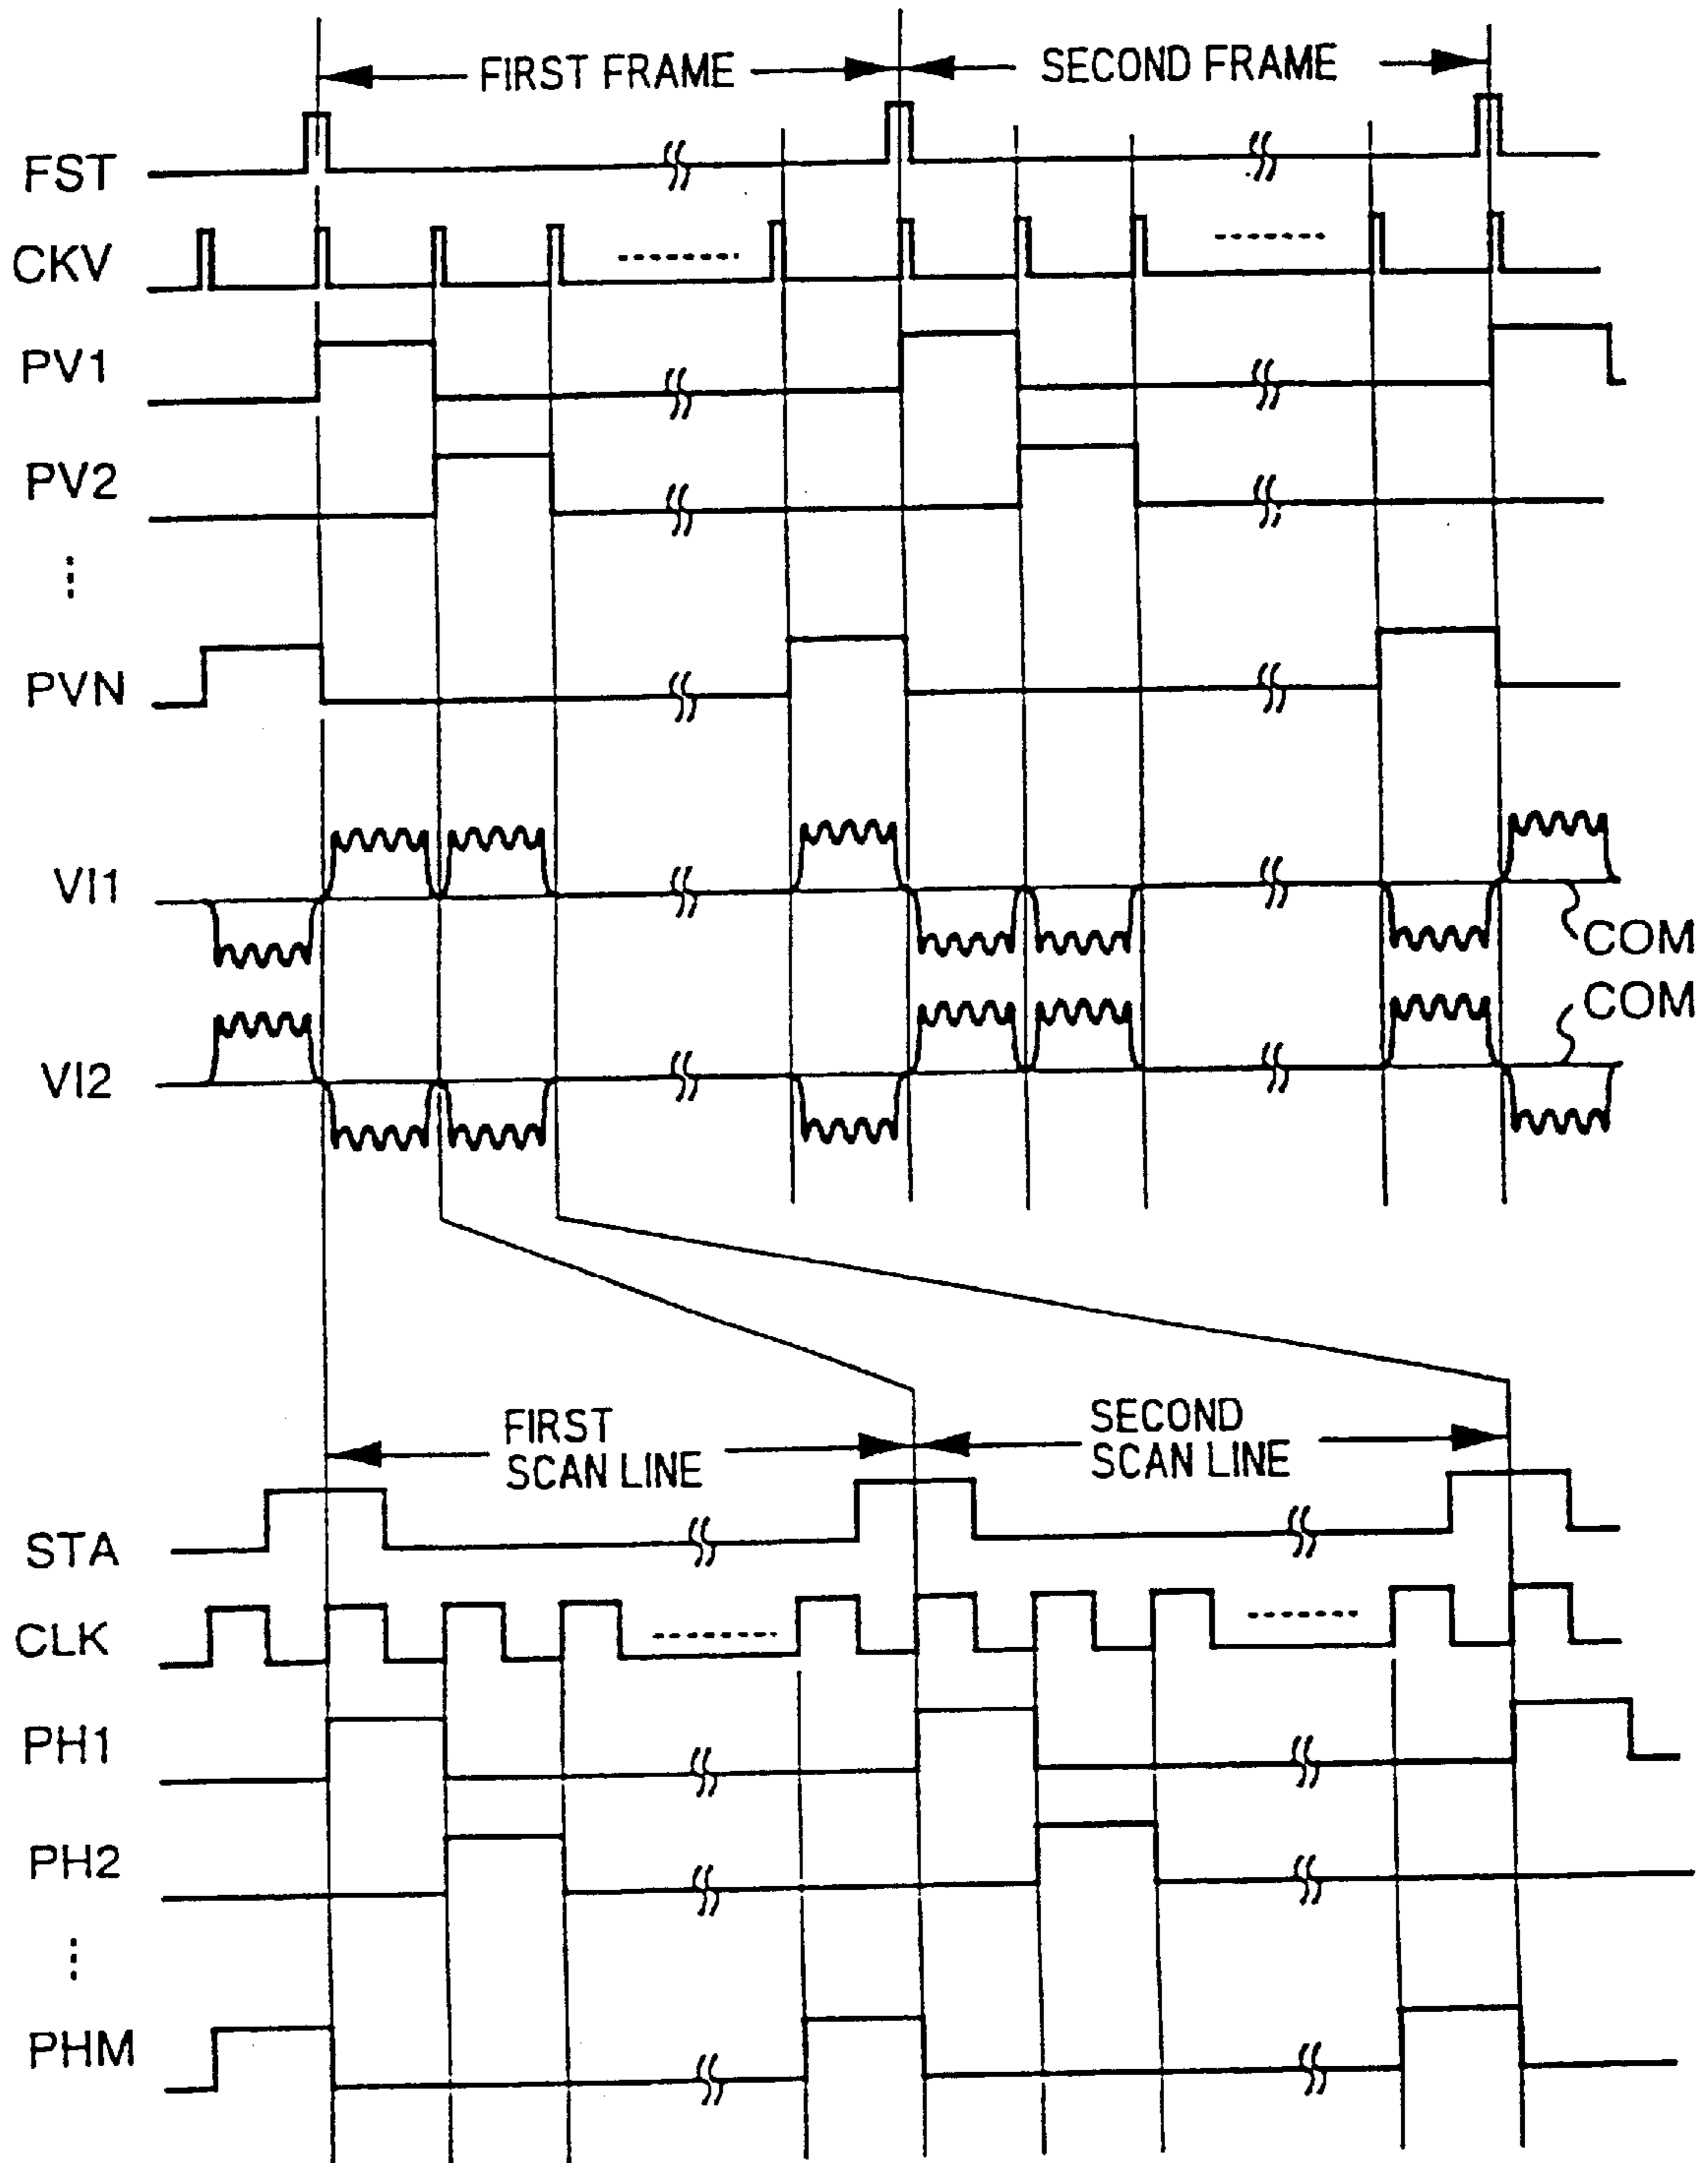 FIRST FRAME
SECOND FRAME
FST
CKV
PV1
PV2
PVN
VI1
COM
COM
VI2
FIRST
SCAN LINE
SECOND
SCAN LINE
STA
CLK
PH1
PH2
PHM